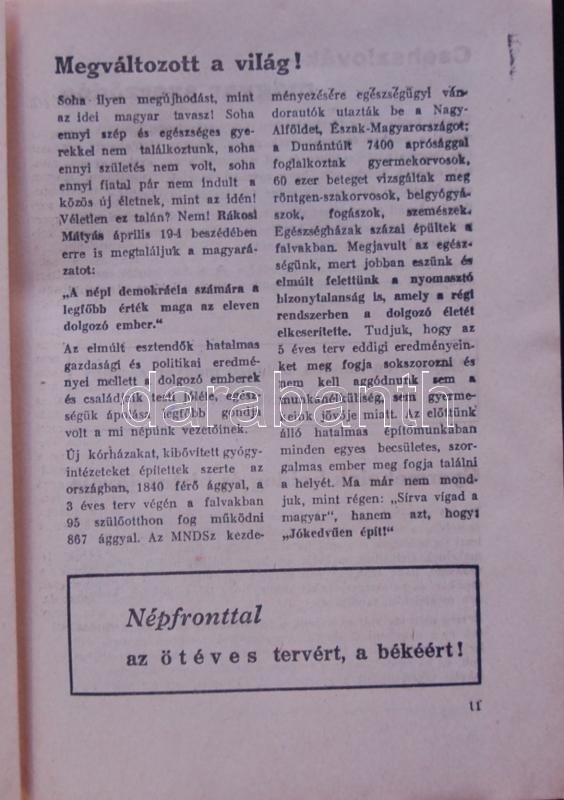 Megváltozott a világ!
Soha ilyen megújhodást, mint
az idei magyar tavasz! Soha
ennyi szép és egészséges gye-
rekkel nem találkoztunk, soha
ennyi születés nem volt, soha
ennyi fiatal pár nem indult a
közös új életnek, mint az idén!
Véletlen ez talán? Nem! Rákosi
Mátyás április 19-i beszédében
erre is megtaláljuk a magyará-
zatot:
„A népi demokrácia számára a
legfőbb érték maga az eleven
dolgozó ember."
Az elmúlt esztendők hatalmas
gazdasági és politikai eredmé-
nyei mellett a dolgozó emberek
és családjaik testi jóléte, egész-
ségük ápolása legfőbb gondja
volt a mi népünk vezetőinek.
Új kórházakat, kibővített gyógy-
intézeteket építettek szerte az
országban, 1840 férő ággyal, a
3 éves terv végén a falvakban
95 szülőotthon fog működni
867 ággyal. Az MNDSz kezde-
ményezésére egészségügyi ván-
dorautók utazták be a Nagy-
Alföldet, Észak-Magyarországot;
a Dunántúlt 7400 aprósággal
foglalkoztak gyermekorvosok,
60 ezer beteget vizsgáltak meg
röntgen-szakorvosok, belgyógyá-
szok, fogászok, szemészek.
Egészségházak százai épültek a
falvakban. Megjavult az egész-
ségünk, mert jobban eszünk és
elmúlt felettünk a nyomasztó
bizonytalanság is, amely a régi
rendszerben a dolgozó életét
elkeserítette. Tudjuk, hogy az
5 éves terv eddigi eredményein-
ket meg fogja sokszorozni és
nem kell aggódnunk sem a
munkanélküliség, sem gyerme-
keink jövője miatt. Az előttünk
álló hatalmas építőmunkában
minden egyes becsületes, szor-
galmas ember meg fogja találni
a helyét. Ma már nem mond-
juk, mint régen: „Sírva vigad a
magyar", hanem azt, hogy:
„Jókedvűen épít!"
Népfronttal
az ötéves tervért, a békéért!
11
darabanth